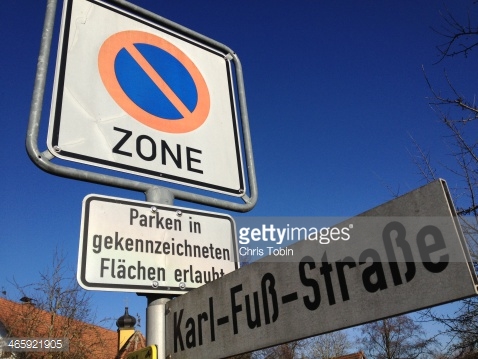 ZONE
Parken in
gekennzeichneten
Flächen erlaubt
Karl-Fuß-Straße
gettyimages®
Chris Tobin
465921905